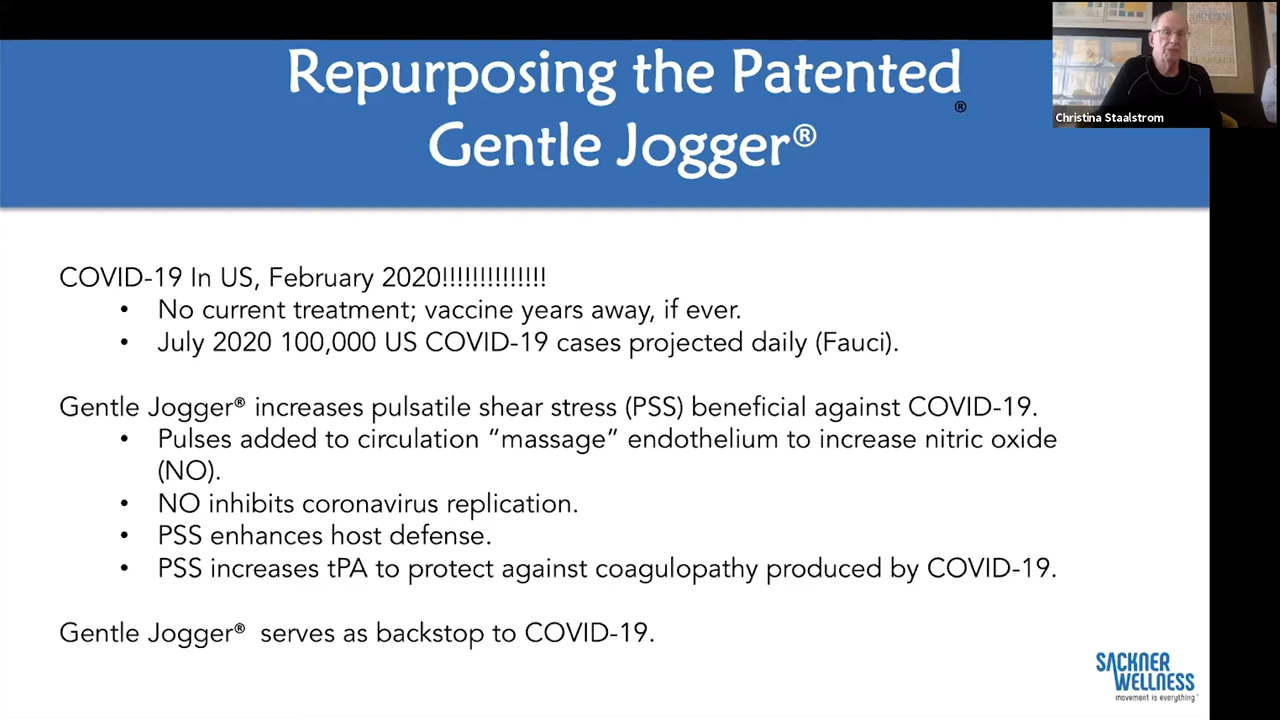 Repurposing the Patented
®
Gentle Jogger®
Christina Staalstrom
COVID-19 In US, February 2020!!!!!!!!!!!!!!
• No current treatment; vaccine years away, if ever.
• July 2020 100,000 US COVID-19 cases projected daily (Fauci).
Gentle Jogger® increases pulsatile shear stress (PSS) beneficial against COVID-19.
• Pulses added to circulation “massage” endothelium to increase nitric oxide
(NO).
• NO inhibits coronavirus replication.
• PSS enhances host defense.
• PSS increases tPA to protect against coagulopathy produced by COVID-19.
Gentle Jogger® serves as backstop to COVID-19.
SACKNER
WELLNESS
movement is everything